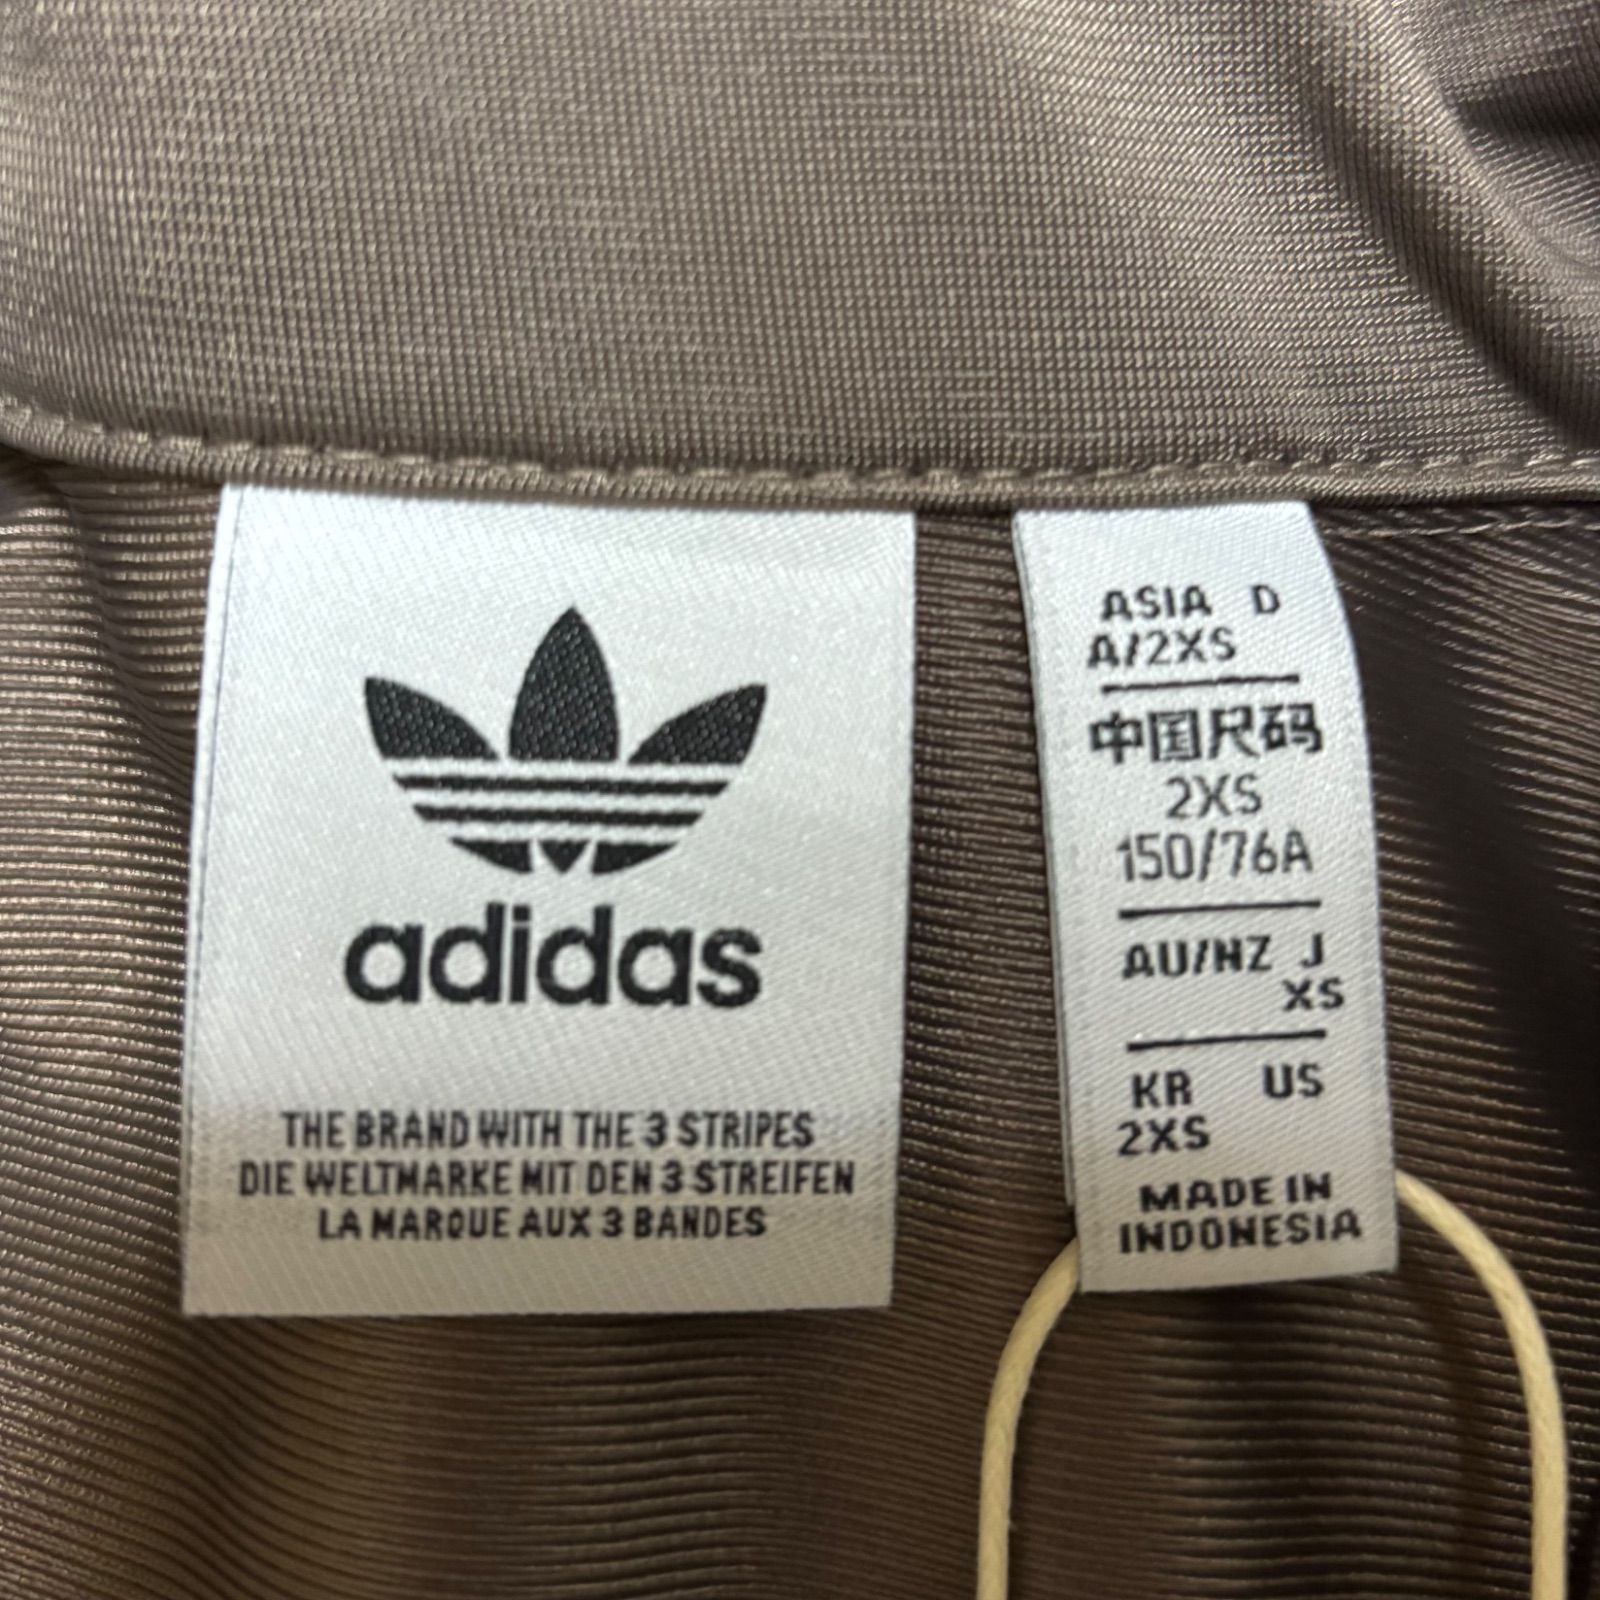 adidas
THE BRAND WITH THE 3 STRIPES
DIE WELTMARKE MIT DEN 3 STREIFEN
LA MARQUE AUX 3 BANDES
ASIA D
A/2XS
中国尺码
2XS
150/76A
AU/NZ J
XS
KR US
2XS
MADE IN
INDONESIA